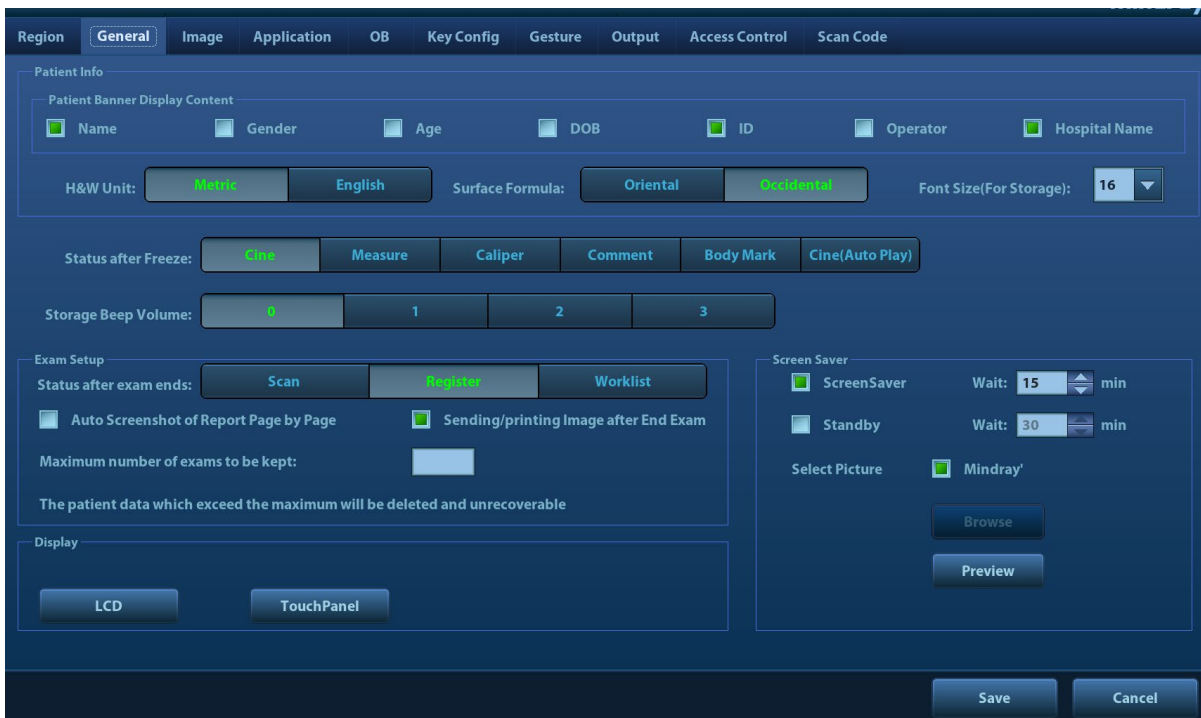 Region General Image Application OB Key Config Gesture Output Access Control Scan Code
Patient Info
Patient Banner Display Content
Name Gender Age DOB ID Operator Hospital Name
H&W Unit: Metric English Surface Formula: Oriental Occidental Font Size(For Storage): 16
Status after Freeze: Cine Measure Caliper Comment Body Mark Cine(Auto Play)
Storage Beep Volume: 0 1 2 3
Exam Setup
Status after exam ends: Scan Register Worklist
Auto Screenshot of Report Page by Page Sending/printing Image after End Exam
Maximum number of exams to be kept:
The patient data which exceed the maximum will be deleted and unrecoverable
Screen Saver
ScreenSaver Wait: 15 min
Standby Wait: 30 min
Select Picture Mindray'
Browse
Preview
Display
LCD TouchPanel
Save Cancel